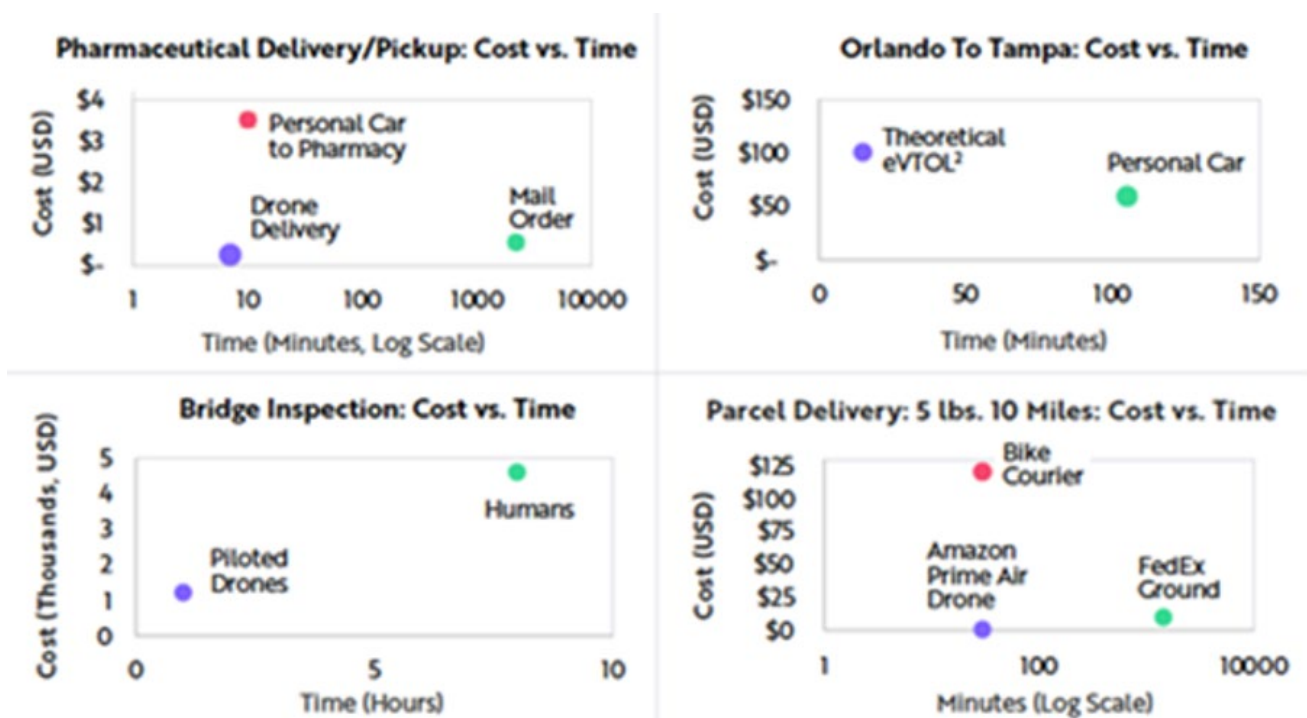 Pharmaceutical Delivery/Pickup: Cost vs. Time
Cost (USD)
$4
$3
$2
$1
$-
Personal Car
to Pharmacy
Drone
Delivery
Mail
Order
1 10 100 1000 10000
Time (Minutes, Log Scale)
Orlando To Tampa: Cost vs. Time
Cost (USD)
$150
$100
$50
$-
Theoretical
eVTOL²
Personal Car
0 50 100 150
Time (Minutes)
Bridge Inspection: Cost vs. Time
Cost (Thousands, USD)
5
4
3
2
1
0
Humans
Piloted
Drones
0 5 10
Time (Hours)
Parcel Delivery: 5 lbs. 10 Miles: Cost vs. Time
Cost (USD)
$125
$100
$75
$50
$25
$0
Bike
Courier
Amazon
Prime Air
Drone
FedEx
Ground
1 100 10000
Minutes (Log Scale)